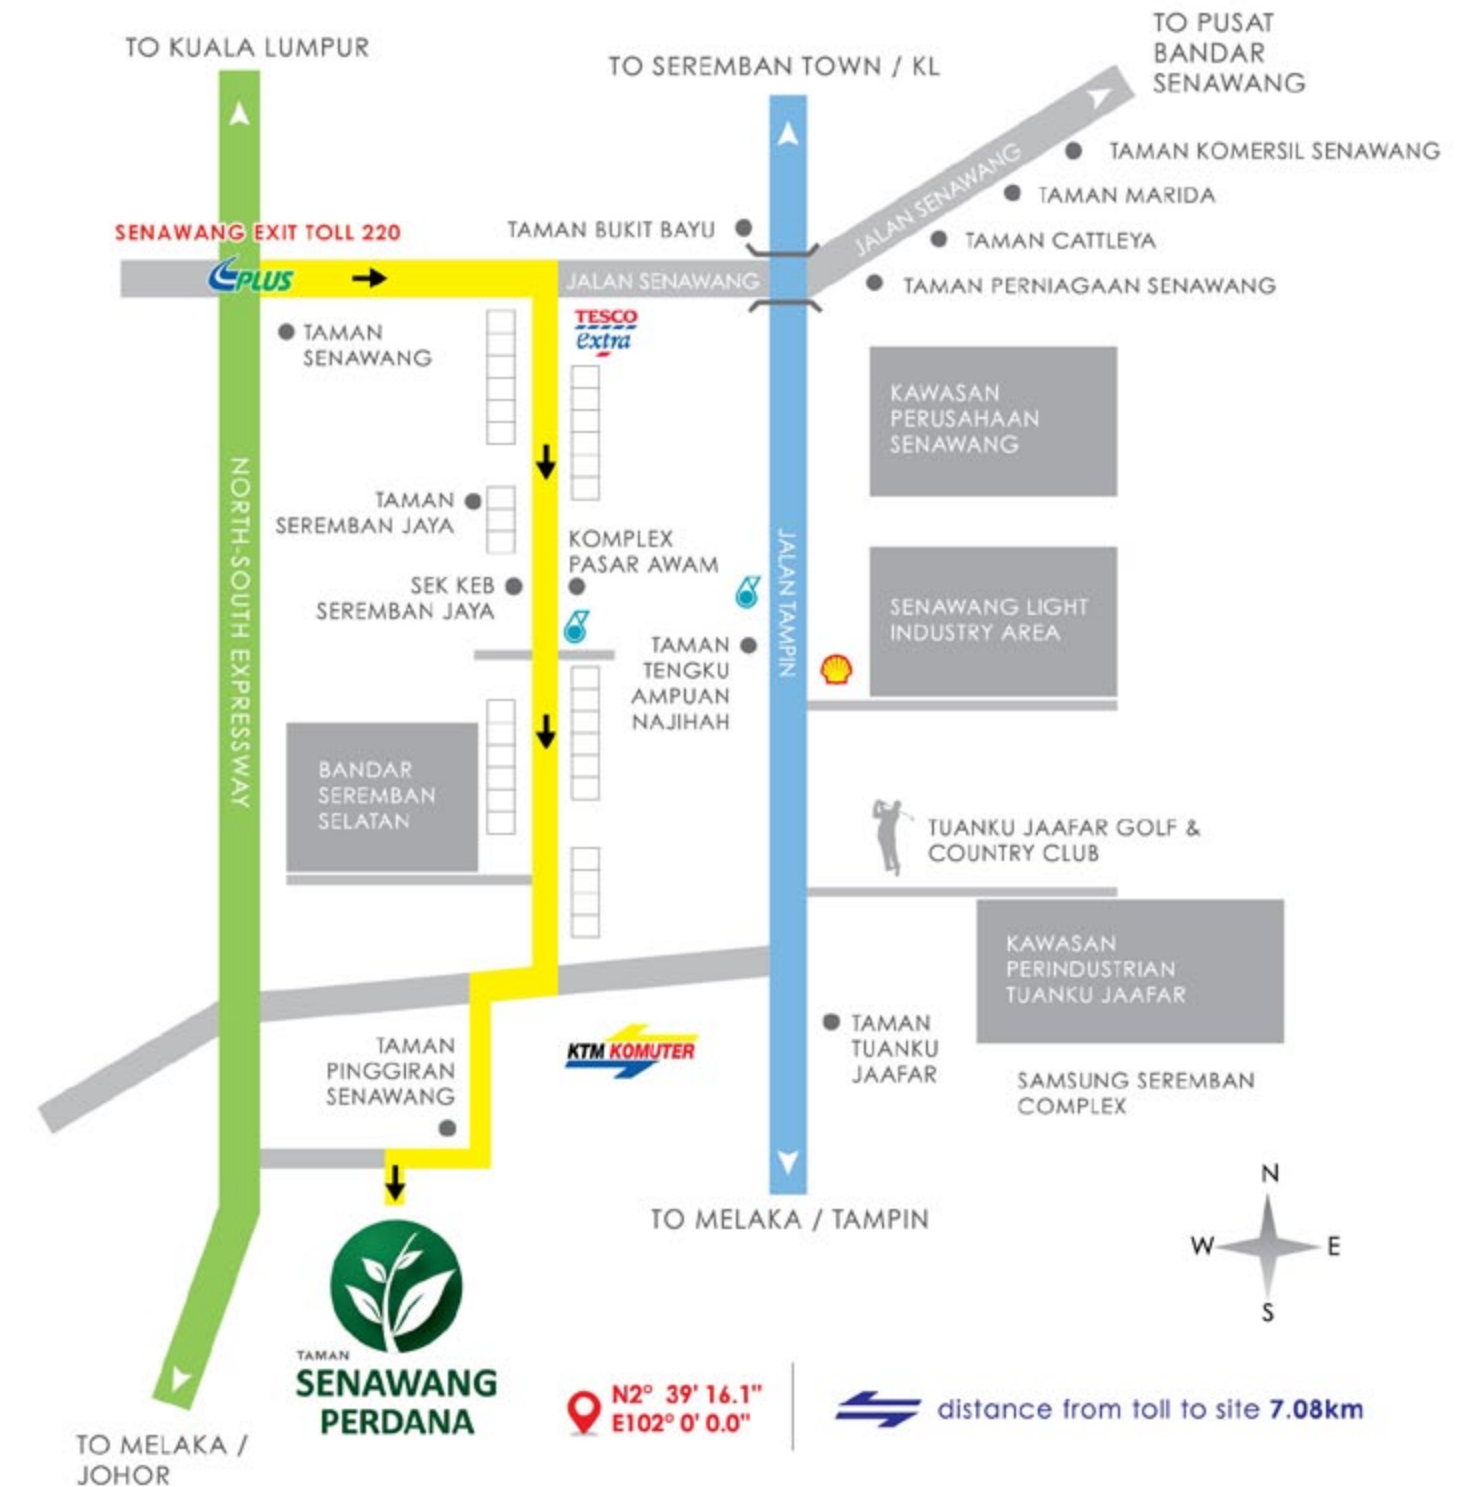 TO KUALA LUMPUR
TO SEREMBAN TOWN / KL
TO PUSAT
BANDAR
SENAWANG
JALAN SENAWANG
TAMAN KOMERSIL SENAWANG
TAMAN MARIDA
TAMAN CATTLEYA
TAMAN PERNIAGAAN SENAWANG
SENAWANG EXIT TOLL 220
PLUS
TAMAN BUKIT BAYU
JALAN SENAWANG
TESCO
extra
TAMAN
SENAWANG
KAWASAN
PERUSAHAAN
SENAWANG
NORTH-SOUTH EXPRESSWAY
TAMAN
SEREMBAN JAYA
KOMPLEX
PASAR AWAM
JALAN TAMPIN
SEK KEB
SEREMBAN JAYA
SENAWANG LIGHT
INDUSTRY AREA
TAMAN
TENGKU
AMPUAN
NAJIHAH
BANDAR
SEREMBAN
SELATAN
TUANKU JAAFAR GOLF &
COUNTRY CLUB
KAWASAN
PERINDUSTRIAN
TUANKU JAAFAR
TAMAN
TUANKU
JAAFAR
SAMSUNG SEREMBAN
COMPLEX
TAMAN
PINGGIRAN
SENAWANG
KTM KOMUTER
TO MELAKA / TAMPIN
N
W
E
S
TAMAN
SENAWANG
PERDANA
N2° 39' 16.1"
E102° 0' 0.0"
distance from toll to site 7.08km
TO MELAKA /
JOHOR